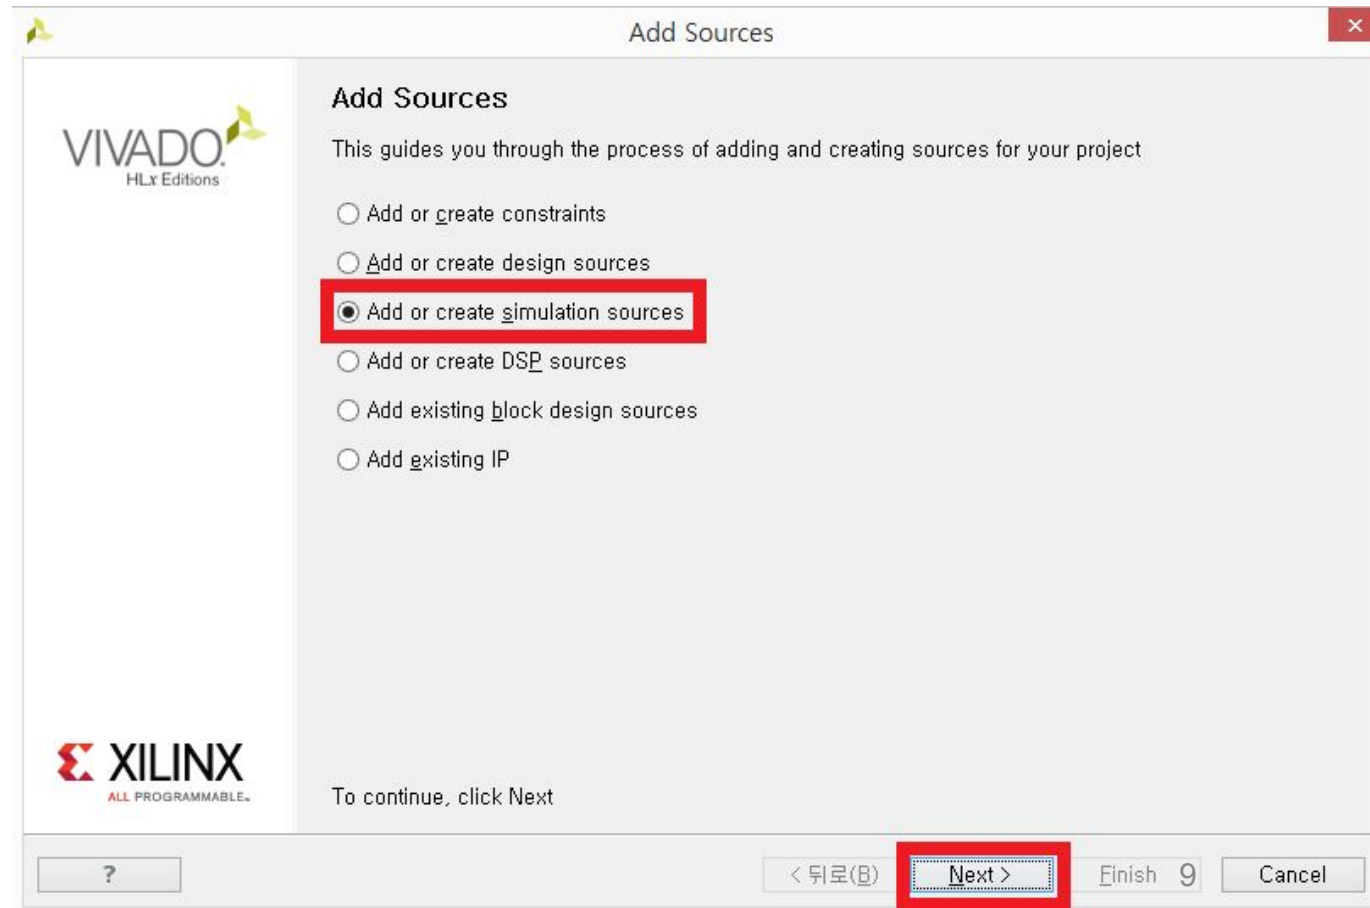 Add Sources
VIVADO.
HLx Editions
Add Sources
This guides you through the process of adding and creating sources for your project
Add or create constraints
Add or create design sources
Add or create simulation sources
Add or create DSP sources
Add existing block design sources
Add existing IP
XILINX
ALL PROGRAMMABLE.
To continue, click Next
? < 뒤로(B) Next > Finish 9 Cancel